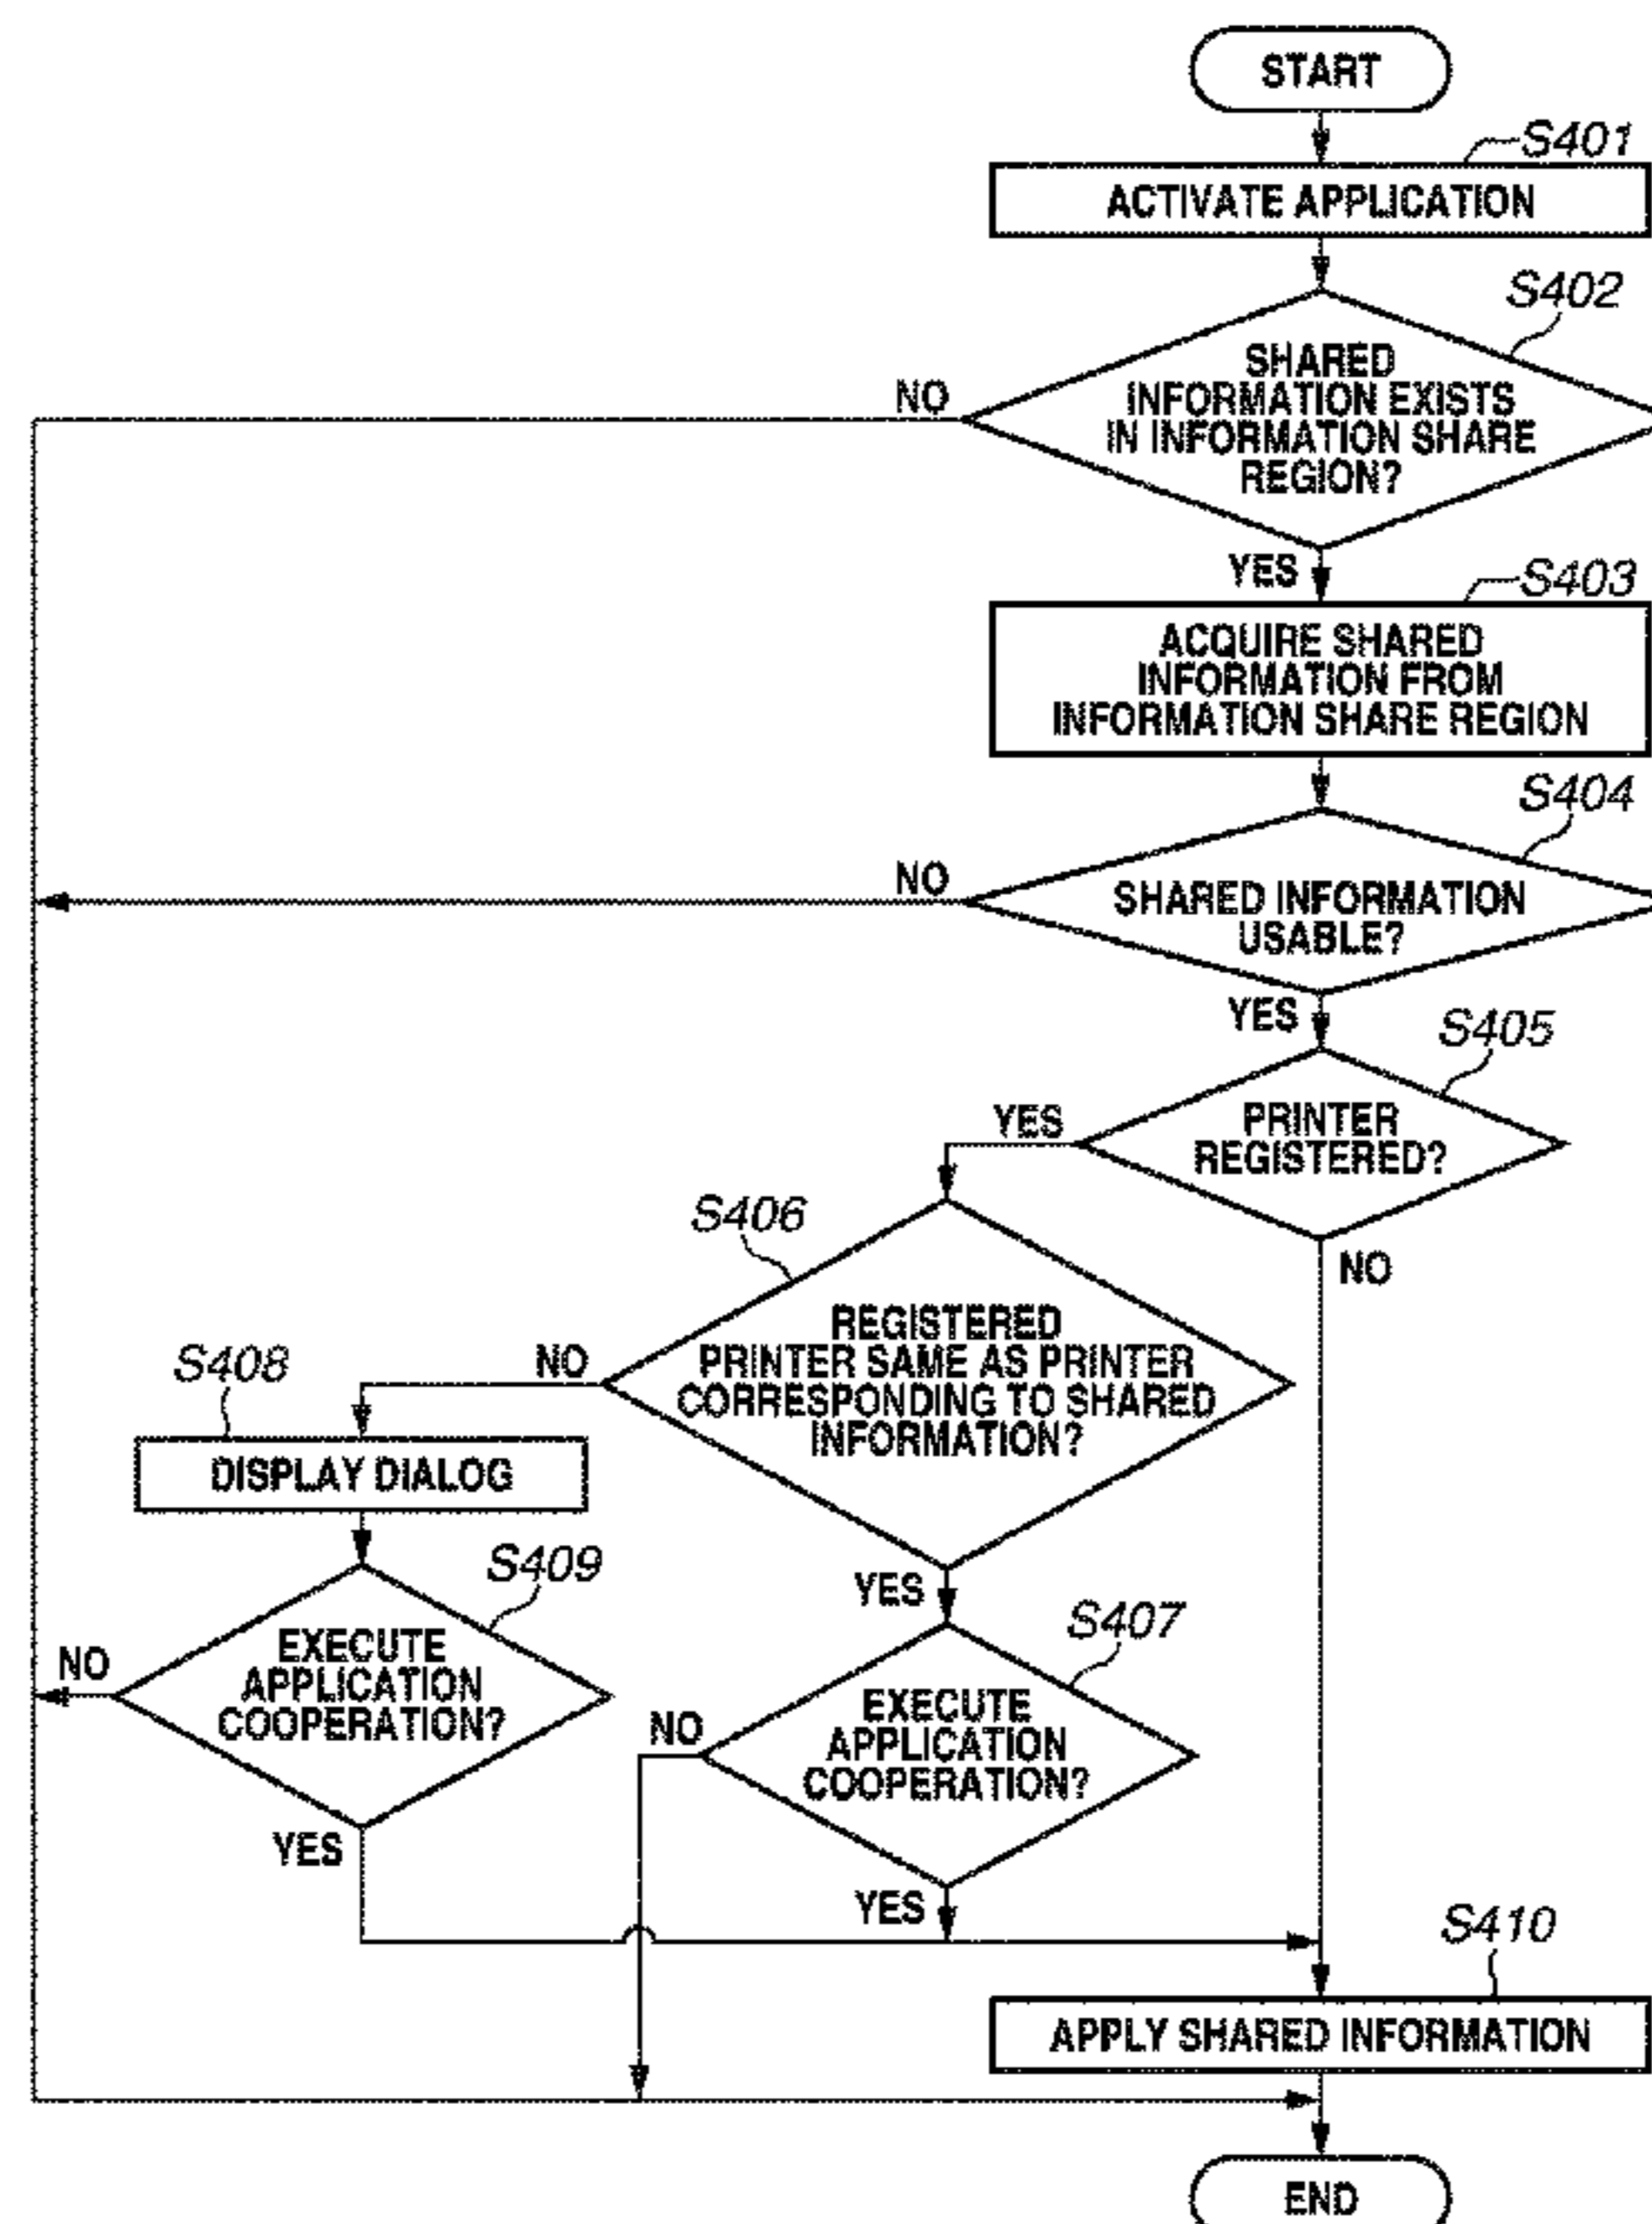 START
S401
ACTIVATE APPLICATION
S402
SHARED
INFORMATION EXISTS
IN INFORMATION SHARE
REGION?
NO
YES
S403
ACQUIRE SHARED
INFORMATION FROM
INFORMATION SHARE REGION
S404
NO
SHARED INFORMATION
USABLE?
YES
S405
YES
PRINTER
REGISTERED?
NO
S406
REGISTERED
PRINTER SAME AS PRINTER
CORRESPONDING TO SHARED
INFORMATION?
NO
YES
S408
DISPLAY DIALOG
S409
NO
EXECUTE
APPLICATION
COOPERATION?
YES
S407
NO
EXECUTE
APPLICATION
COOPERATION?
YES
S410
APPLY SHARED INFORMATION
END